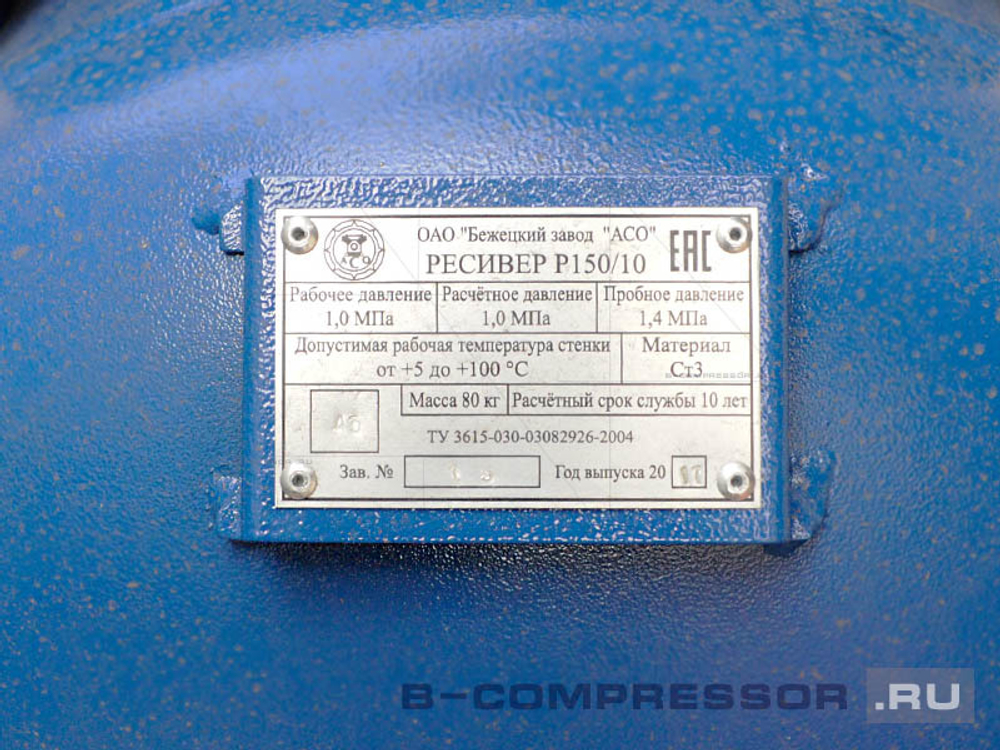 ОАО "Бежецкий завод "АСО"
ЕАС
РЕСИВЕР Р150/10
Рабочее давление
1,0 МПа
Расчётное давление
1,0 МПа
Пробное давление
1,4 МПа
Допустимая рабочая температура стенки
от +5 до +100 °С
Материал
Ст3
Масса 80 кг
Расчётный срок службы 10 лет
ТУ 3615-030-03082926-2004
Зав. №
Год выпуска 20
B-COMPRESSOR.RU